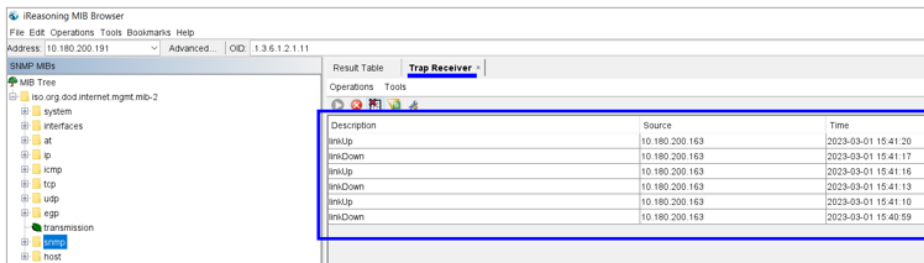 iReasoning MIB Browser
File Edit Operations Tools Bookmarks Help
Address: 10.180.200.191 Advanced... OID: .1.3.6.1.2.1.11
SNMP MIBs
MIB Tree
iso.org.dod.internet.mgmt.mib-2
system
interfaces
at
ip
icmp
tcp
udp
egp
transmission
snmp
host
Result Table Trap Receiver ×
Operations Tools
Description Source Time
linkUp 10.180.200.163 2023-03-01 15:41:20
linkDown 10.180.200.163 2023-03-01 15:41:17
linkUp 10.180.200.163 2023-03-01 15:41:16
linkDown 10.180.200.163 2023-03-01 15:41:13
linkUp 10.180.200.163 2023-03-01 15:41:10
linkDown 10.180.200.163 2023-03-01 15:40:59